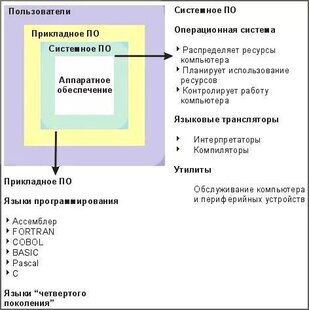 Пользователи
Прикладное ПО
Системное ПО
Аппаратное
обеспечение
Системное ПО
Операционная система
Распределяет ресурсы
компьютера
Планирует использование
ресурсов
Контролирует работу
компьютера
Языковые трансляторы
Интерпретаторы
Компиляторы
Утилиты
Обслуживание компьютера
и периферийных устройств
Прикладное ПО
Языки программирования
Ассемблер
FORTRAN
COBOL
BASIC
Pascal
C
Языки "четвертого
поколения"